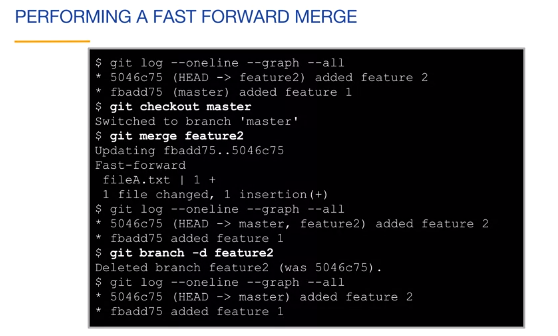 PERFORMING A FAST FORWARD MERGE
$ git log --oneline --graph --all
* 5046c75 (HEAD -> feature2) added feature 2
* fbadd75 (master) added feature 1
$ git checkout master
Switched to branch 'master'
$ git merge feature2
Updating fbadd75..5046c75
Fast-forward
 fileA.txt | 1 +
 1 file changed, 1 insertion(+)
$ git log --oneline --graph --all
* 5046c75 (HEAD -> master, feature2) added feature 2
* fbadd75 added feature 1
$ git branch -d feature2
Deleted branch feature2 (was 5046c75).
$ git log --oneline --graph --all
* 5046c75 (HEAD -> master) added feature 2
* fbadd75 added feature 1